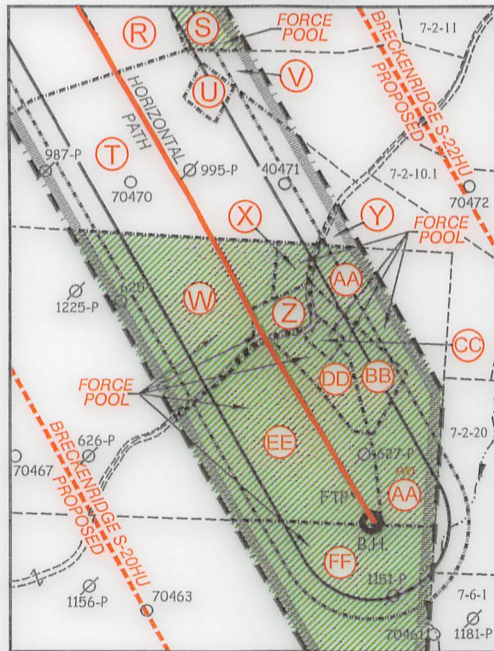 R
S
FORCE
POOL
7-2-11
V
U
BRECKENRIDGE S-22HU
PROPOSED
HORIZONTAL
PATH
T
987-P
995-P
40471
70470
7-2-10.1
70472
X
Y
FORCE
POOL
AA
W
625
1225-P
Z
CC
FORCE
POOL
DD
BB
BRECKENRIDGE S-20HU
PROPOSED
626-P
70467
EE
627-P
7-2-20
P/O
AA
FTP
B.H.
FF
1151-P
1156-P
70463
7-6-1
70461
1181-P